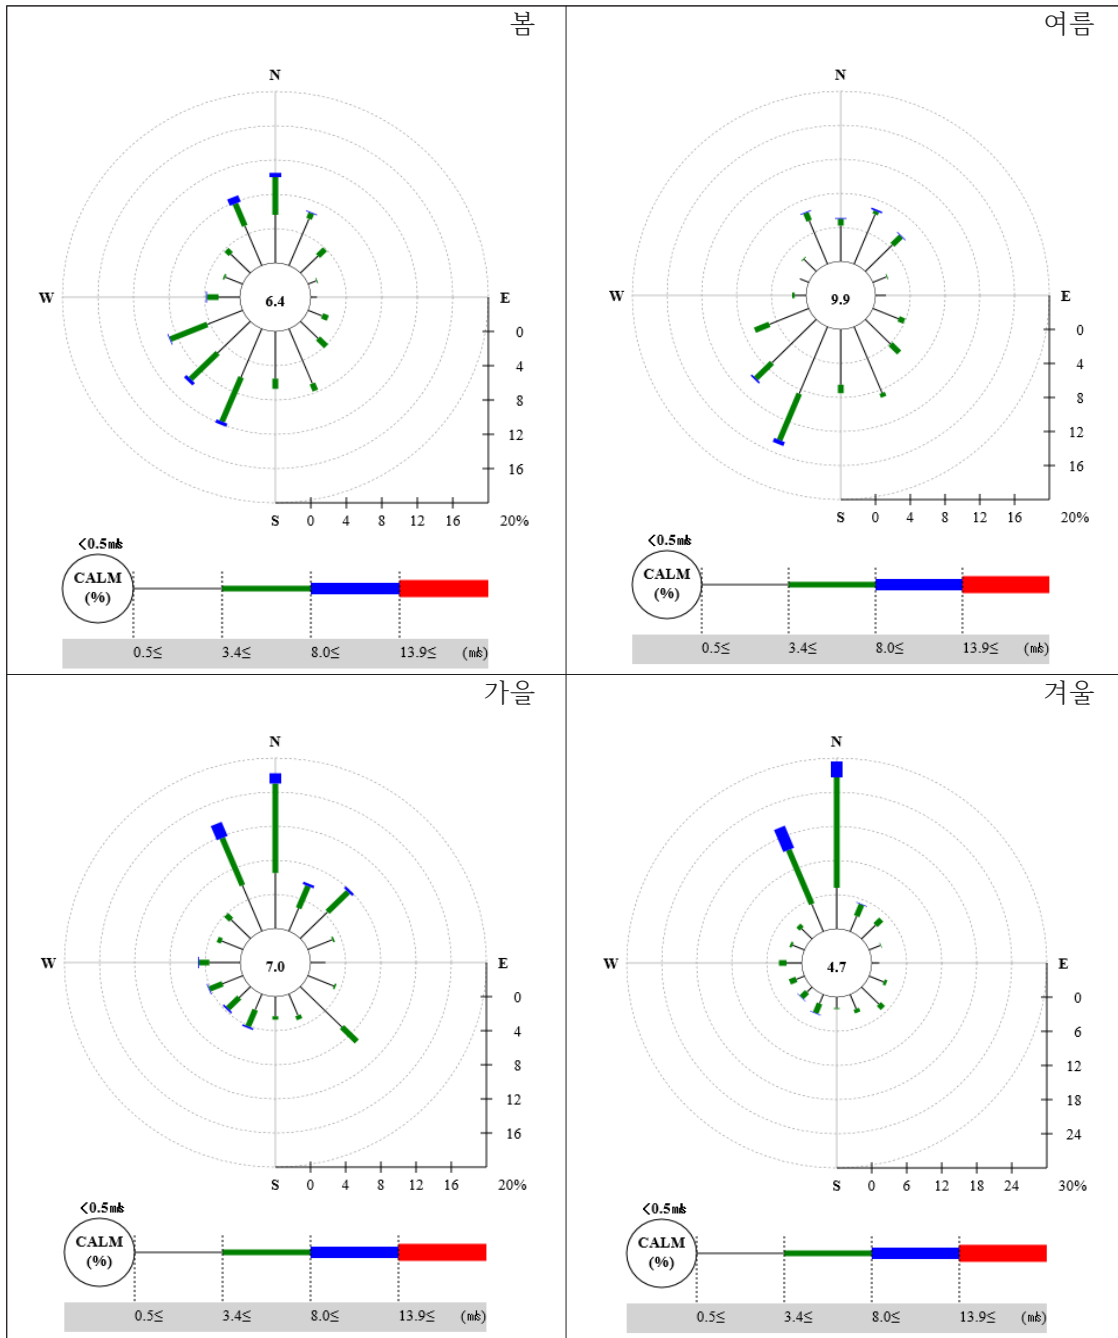 봄
N
W
6.4
E
0
4
8
12
16
S
0 4 8 12 16 20%
<0.5㎧
CALM
(%)
0.5≤ 3.4≤ 8.0≤ 13.9≤ (㎧)
여름
N
W
9.9
E
0
4
8
12
16
S
0 4 8 12 16 20%
<0.5㎧
CALM
(%)
0.5≤ 3.4≤ 8.0≤ 13.9≤ (㎧)
가을
N
W
7.0
E
0
4
8
12
16
S
0 4 8 12 16 20%
<0.5㎧
CALM
(%)
0.5≤ 3.4≤ 8.0≤ 13.9≤ (㎧)
겨울
N
W
4.7
E
0
6
12
18
24
S
0 6 12 18 24 30%
<0.5㎧
CALM
(%)
0.5≤ 3.4≤ 8.0≤ 13.9≤ (㎧)